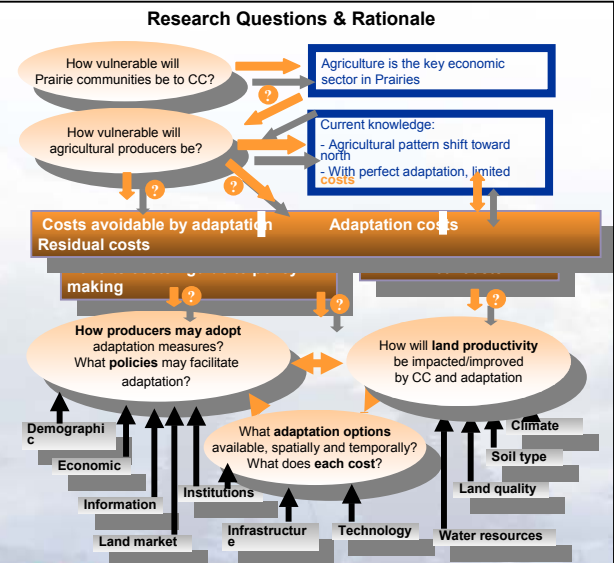 Research Questions & Rationale
How vulnerable will
Prairie communities be to CC?
Agriculture is the key economic
sector in Prairies
?
How vulnerable will
agricultural producers be?
Current knowledge:
- Agricultural pattern shift toward
north
- With perfect adaptation, limited
costs
?
?
Costs avoidable by adaptation
Adaptation costs
Residual costs
making
?
?
How producers may adopt
adaptation measures?
What policies may facilitate
adaptation?
How will land productivity
be impacted/improved
by CC and adaptation
What adaptation options
available, spatially and temporally?
What does each cost?
Demographi
c
Economic
Information
Land market
Institutions
Infrastructur
e
Technology
Climate
Soil type
Land quality
Water resources